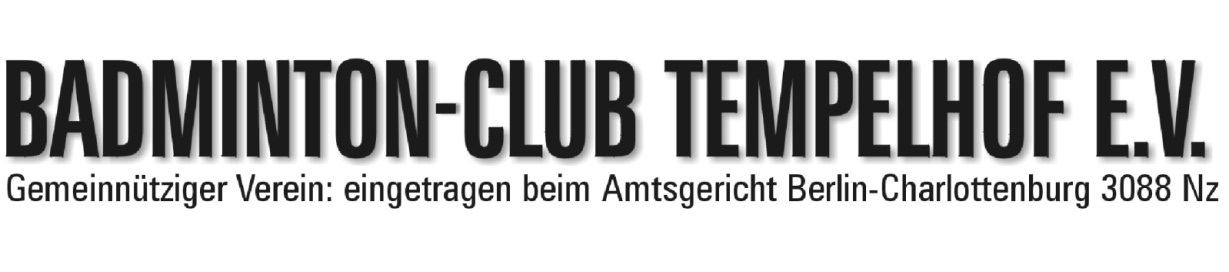 BADMINTON-CLUB TEMPELHOF E.V.
Gemeinnütziger Verein: eingetragen beim Amtsgericht Berlin-Charlottenburg 3088 Nz